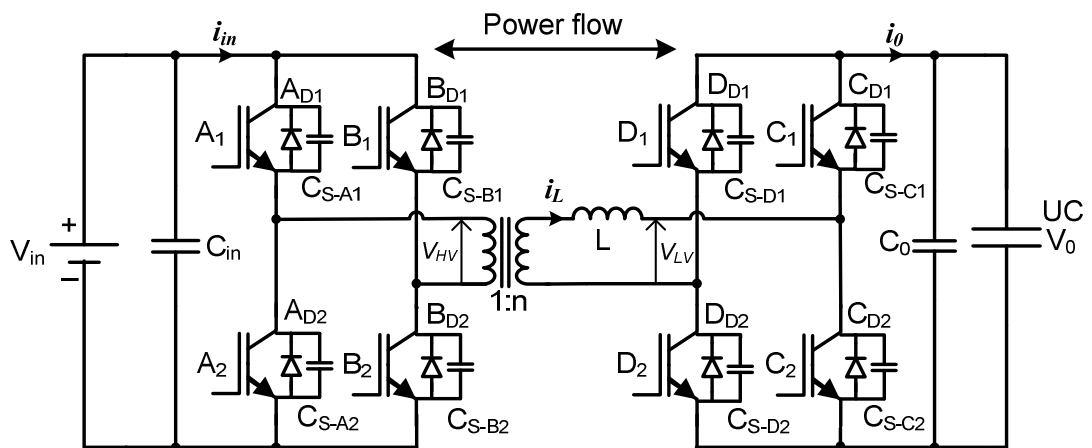 Power flow
i_in
i_0
A_D1
B_D1
D_D1
C_D1
A_1
B_1
D_1
C_1
C_S-A1
C_S-B1
C_S-D1
C_S-C1
i_L
+
V_in
−
C_in
V_HV
L
V_LV
C_0
UC
V_0
1:n
A_D2
B_D2
D_D2
C_D2
A_2
B_2
D_2
C_2
C_S-A2
C_S-B2
C_S-D2
C_S-C2